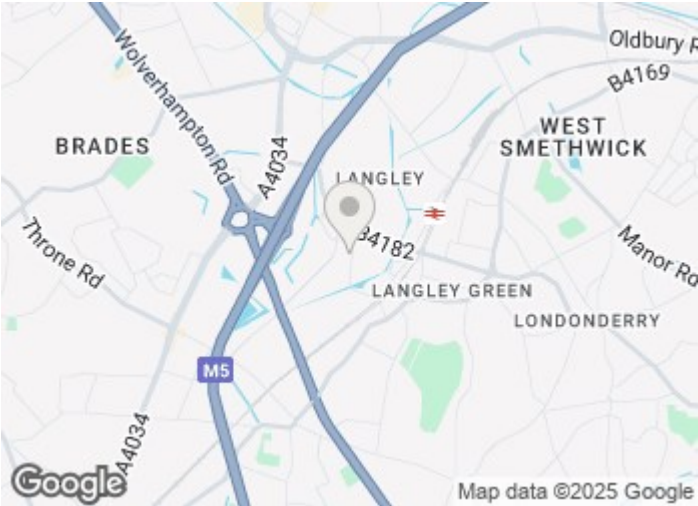 Wolverhampton Rd
Oldbury R
B4169
WEST
SMETHWICK
BRADES
A4034
LANGLEY
B4182
Throne Rd
Manor Rd
LANGLEY GREEN
LONDONDERRY
M5
A4034
Google
Map data ©2025 Google